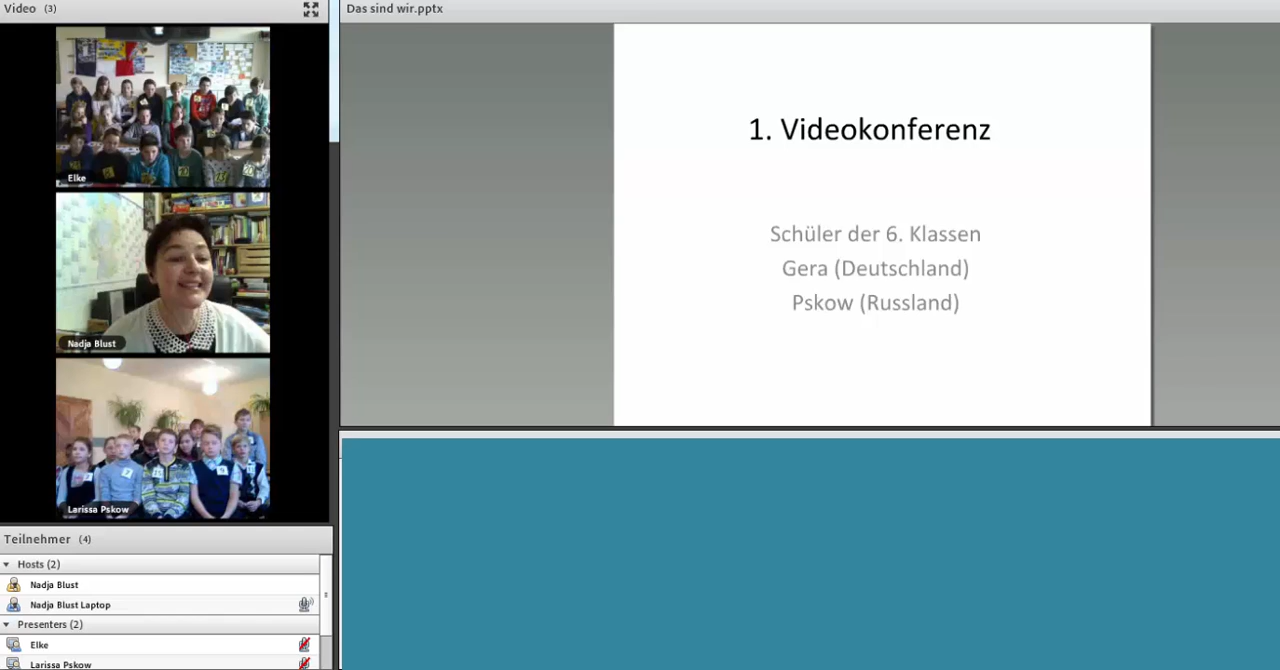 Video (3)
Das sind wir.pptx
Elke
Nadja Blust
Larissa Pskow
1. Videokonferenz
Schüler der 6. Klassen
Gera (Deutschland)
Pskow (Russland)
Teilnehmer (4)
Hosts (2)
Nadja Blust
Nadja Blust Laptop
Presenters (2)
Elke
Larissa Pskow